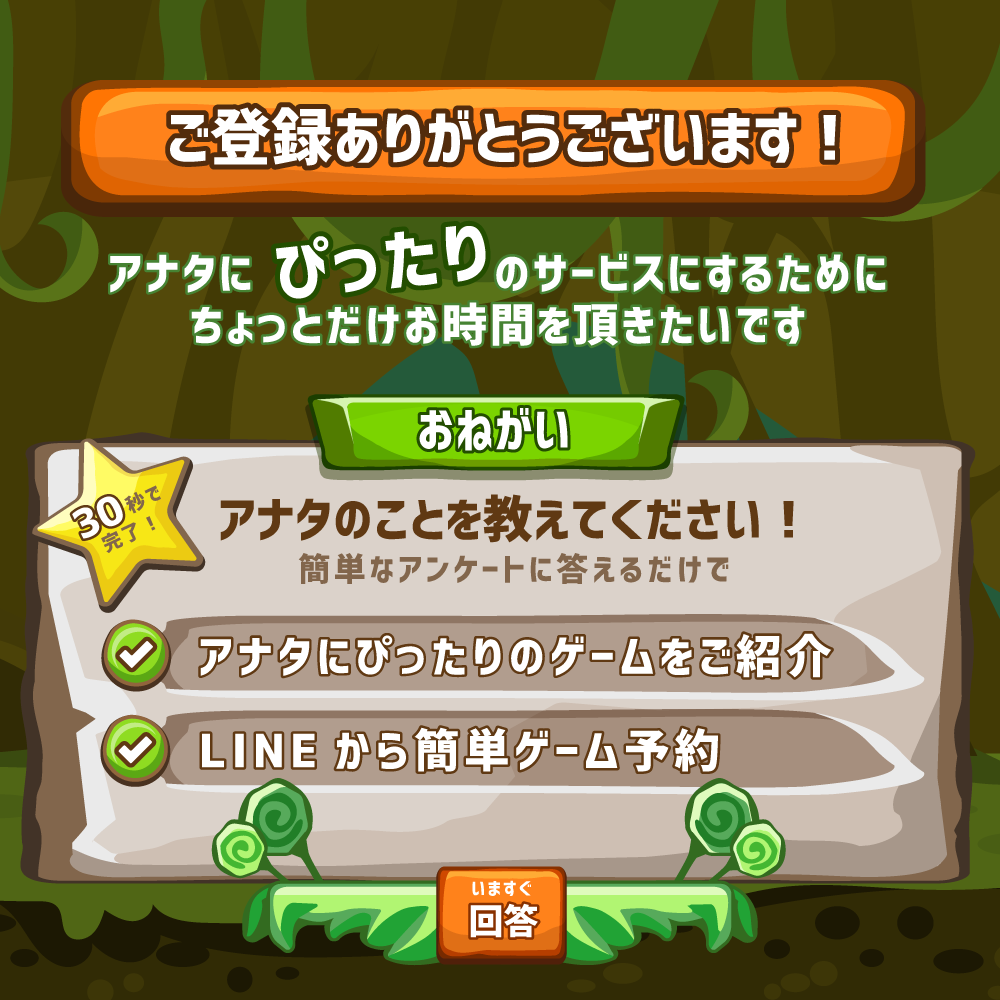 ご登録ありがとうございます！
アナタに ぴったりのサービスにするために
ちょっとだけお時間を頂きたいです
おねがい
30秒で
完了！
アナタのことを教えてください！
簡単なアンケートに答えるだけで
アナタにぴったりのゲームをご紹介
LINEから簡単ゲーム予約
いますぐ
回答